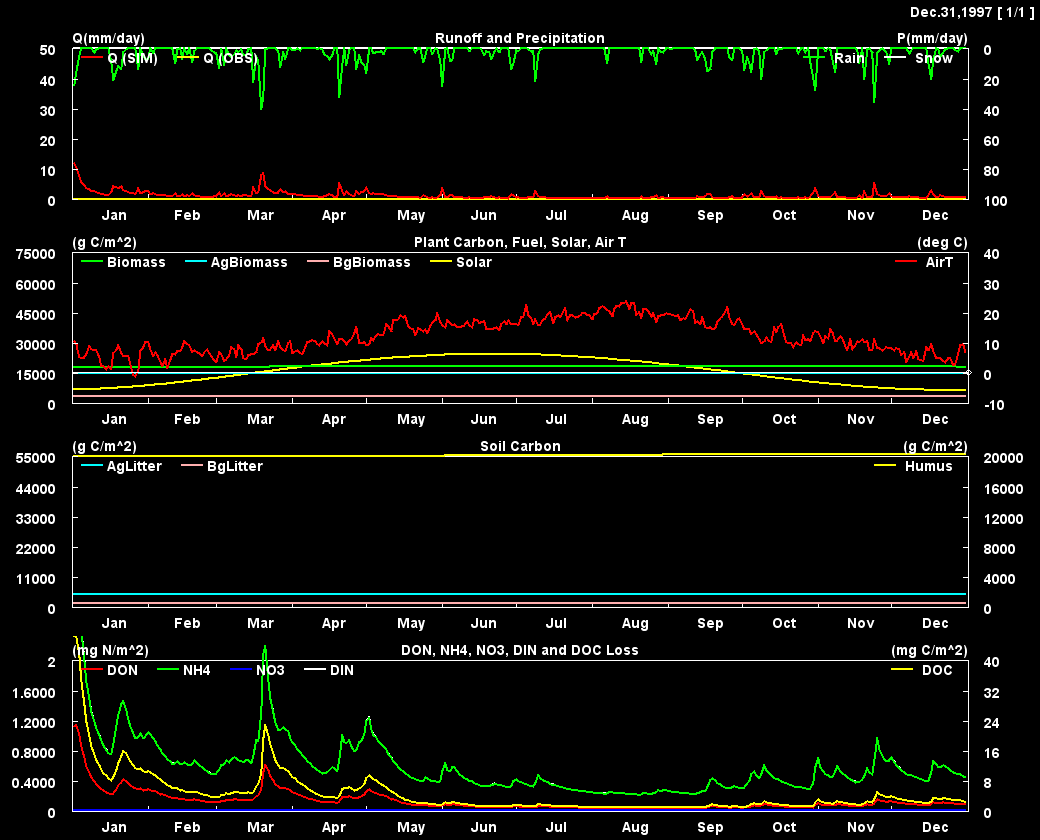 Dec.31,1997 [ 1/1 ]
Q(mm/day) Runoff and Precipitation P(mm/day)
50 0
Q (SIM) Q (OBS) Rain Snow
40 20
30 40
20 60
10 80
0 100
Jan Feb Mar Apr May Jun Jul Aug Sep Oct Nov Dec
(g C/m^2) Plant Carbon, Fuel, Solar, Air T (deg C)
75000 40
Biomass AgBiomass BgBiomass Solar AirT
60000 30
45000 20
30000 10
15000 0
0 -10
Jan Feb Mar Apr May Jun Jul Aug Sep Oct Nov Dec
(g C/m^2) Soil Carbon (g C/m^2)
55000 20000
AgLitter BgLitter Humus
44000 16000
33000 12000
22000 8000
11000 4000
0 0
Jan Feb Mar Apr May Jun Jul Aug Sep Oct Nov Dec
(mg N/m^2) DON, NH4, NO3, DIN and DOC Loss (mg C/m^2)
2 40
DON NH4 NO3 DIN DOC
1.6000 32
1.2000 24
0.8000 16
0.4000 8
0 0
Jan Feb Mar Apr May Jun Jul Aug Sep Oct Nov Dec